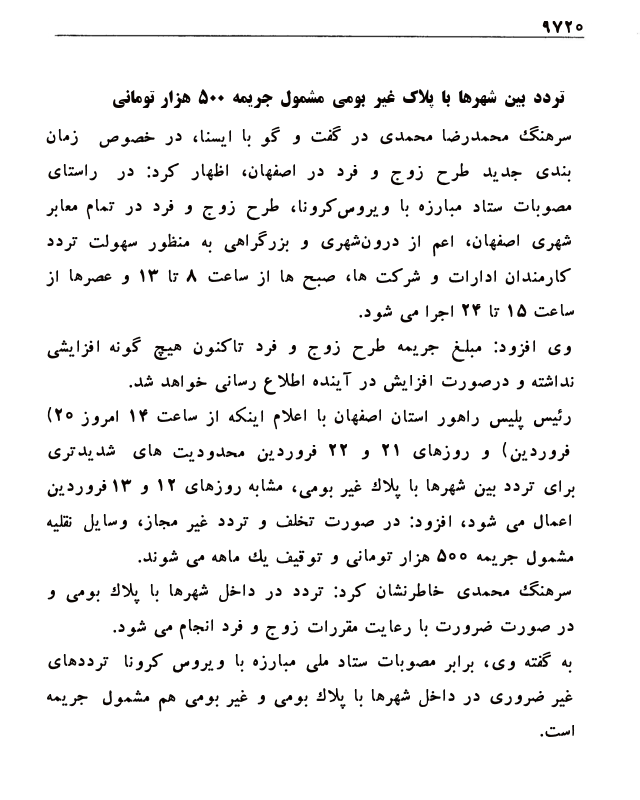 ۹۷۲۰
تردد بین شهرها با پلاک غیر بومی مشمول جریمه ۵۰۰ هزار تومانی
سرهنگ محمدرضا محمدی در گفت و گو با ایسنا، در خصوص زمان
بندی جدید طرح زوج و فرد در اصفهان، اظهار کرد: در راستای
مصوبات ستاد مبارزه با ویروس‌کرونا، طرح زوج و فرد در تمام معابر
شهری اصفهان، اعم از درون‌شهری و بزرگراهی به منظور سهولت تردد
کارمندان ادارات و شرکت ها، صبح ها از ساعت ۸ تا ۱۳ و عصرها از
ساعت ۱۵ تا ۲۴ اجرا می شود.
وی افزود: مبلغ جریمه طرح زوج و فرد تاکنون هیچ گونه افزایشی
نداشته و درصورت افزایش در آینده اطلاع رسانی خواهد شد.
رئیس پلیس راهور استان اصفهان با اعلام اینکه از ساعت ۱۴ امروز ۲۰)
فروردین) و روزهای ۲۱ و ۲۲ فروردین محدودیت های شدیدتری
برای تردد بین شهرها با پلاک غیر بومی، مشابه روزهای ۱۲ و ۱۳ فروردین
اعمال می شود، افزود: در صورت تخلف و تردد غیر مجاز، وسایل نقلیه
مشمول جریمه ۵۰۰ هزار تومانی و توقیف یک ماهه می شوند.
سرهنگ محمدی خاطرنشان کرد: تردد در داخل شهرها با پلاک بومی و
در صورت ضرورت با رعایت مقررات زوج و فرد انجام می شود.
به گفته وی، برابر مصوبات ستاد ملی مبارزه با ویروس کرونا ترددهای
غیر ضروری در داخل شهرها با پلاک بومی و غیر بومی هم مشمول جریمه
است.